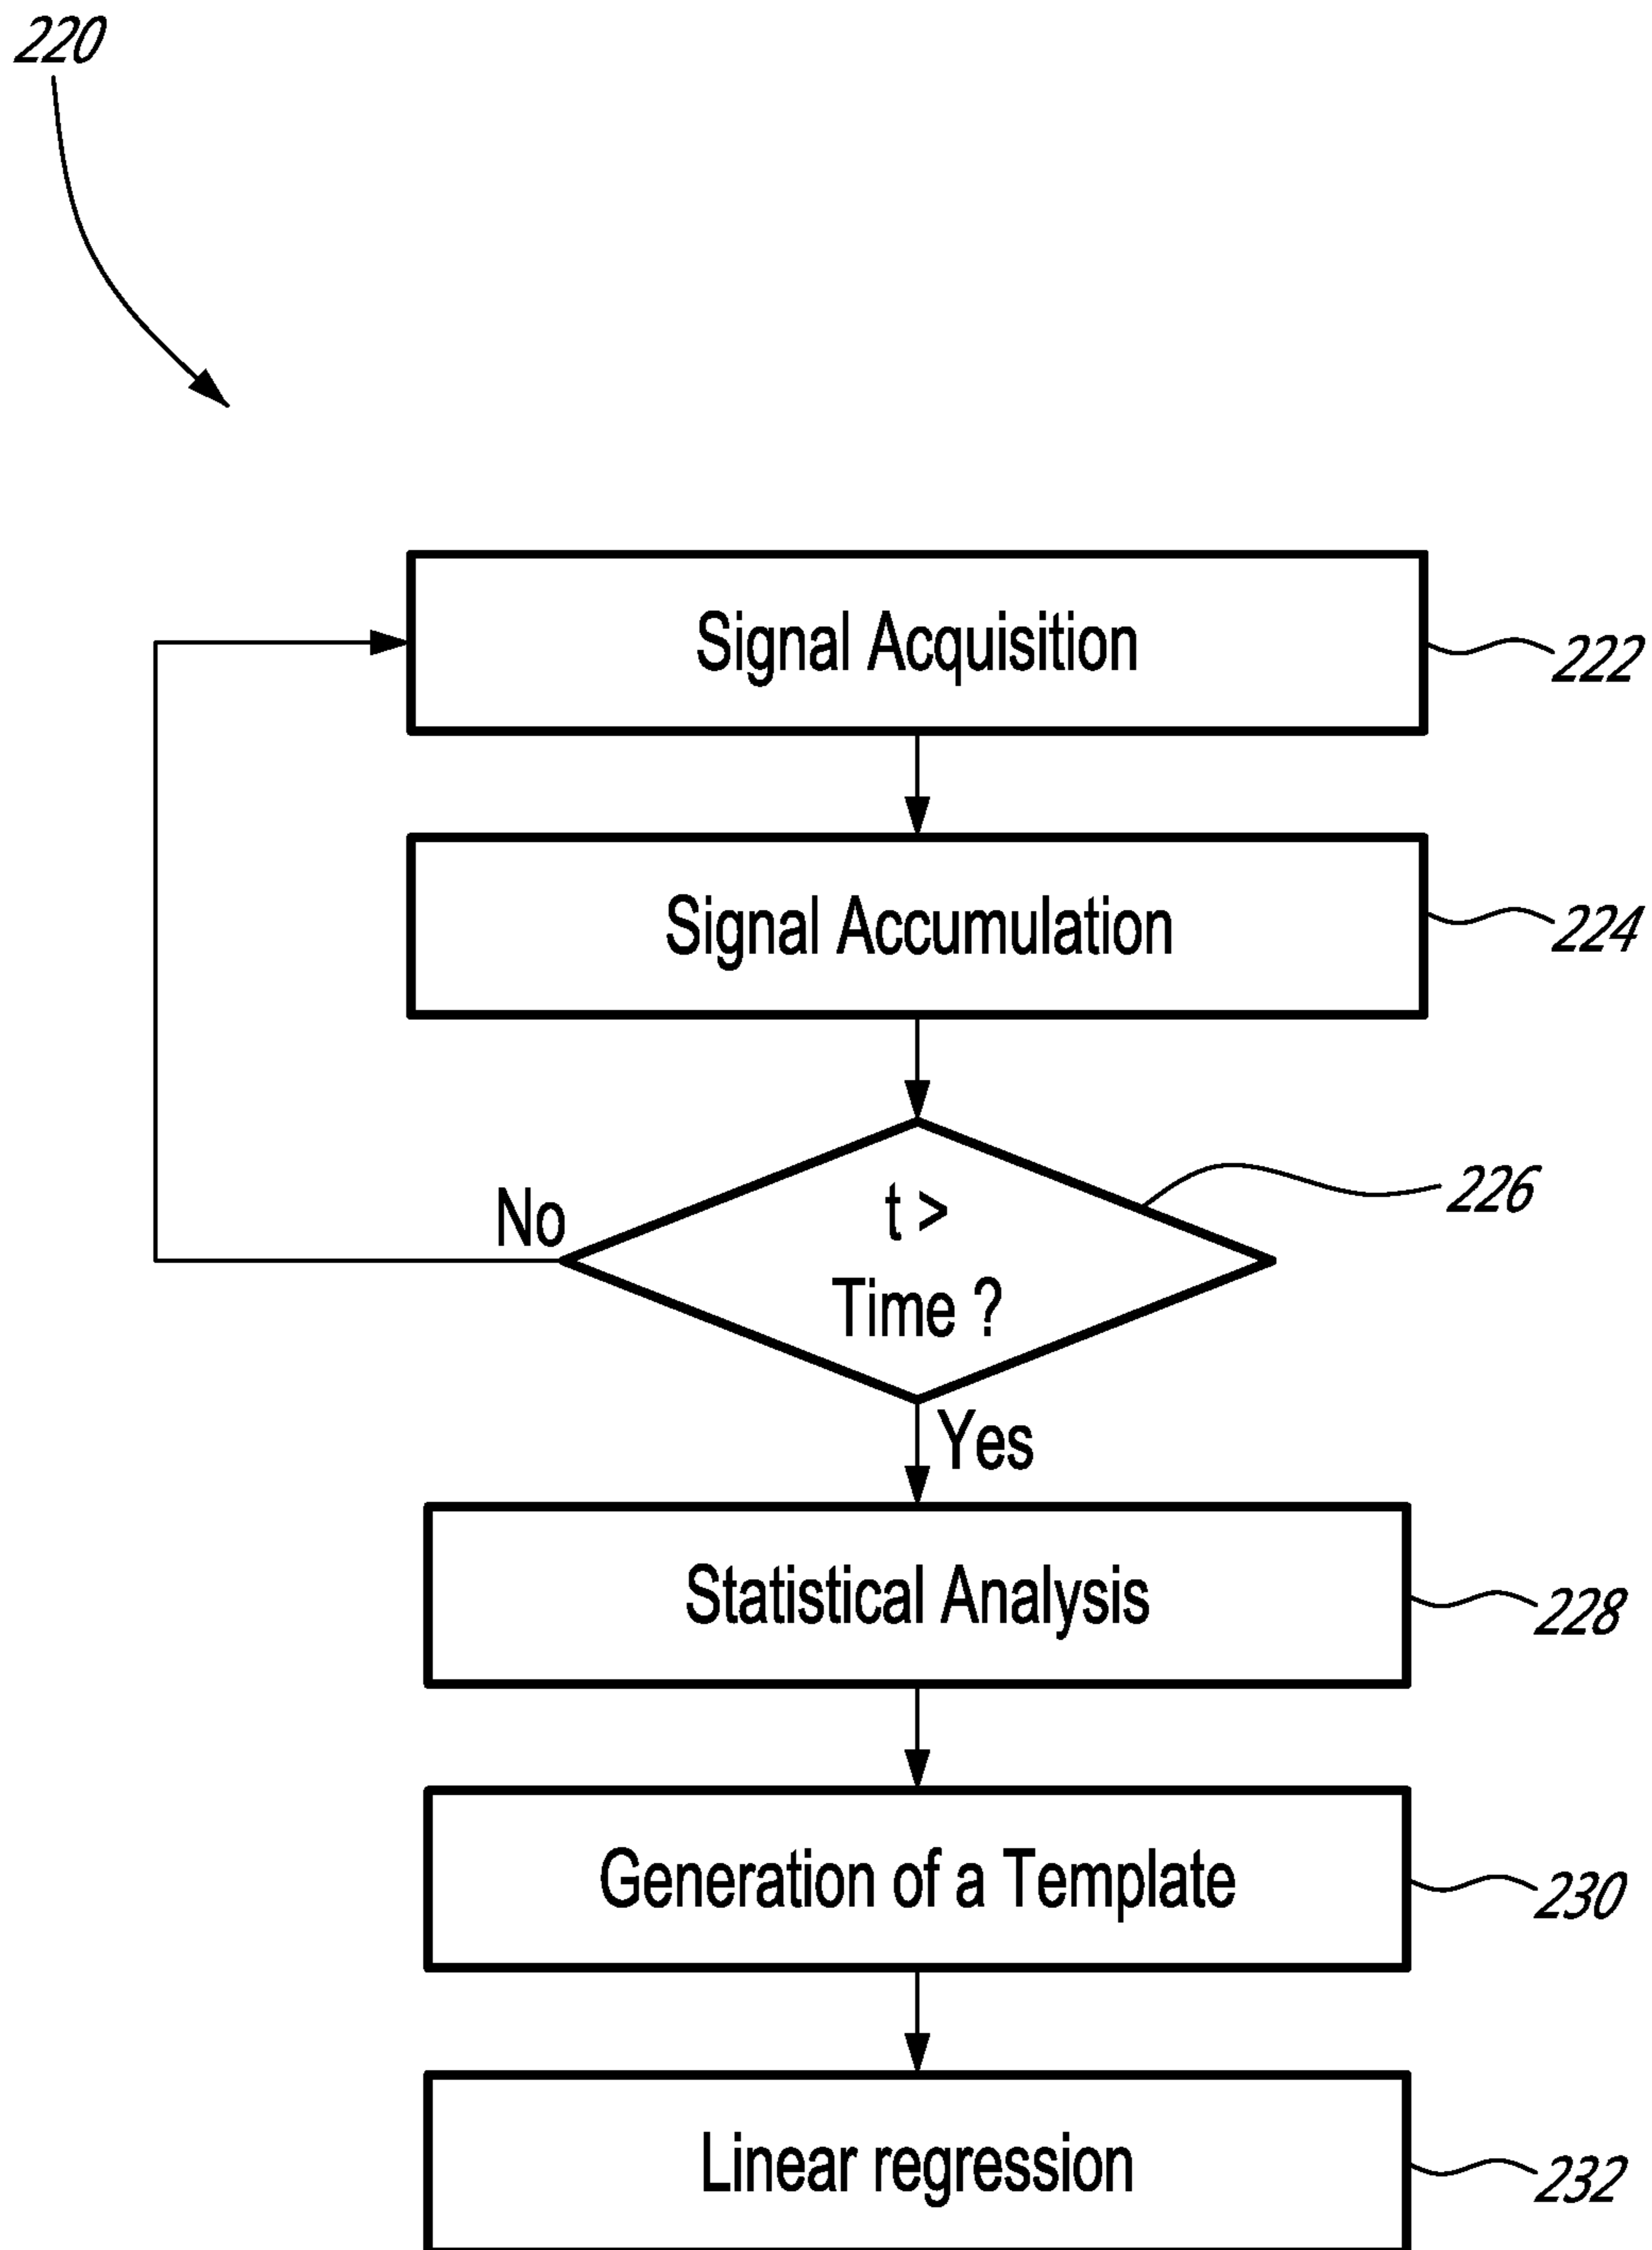 220
Signal Acquisition
222
Signal Accumulation
224
t >
Time ?
226
No
Yes
Statistical Analysis
228
Generation of a Template
230
Linear regression
232